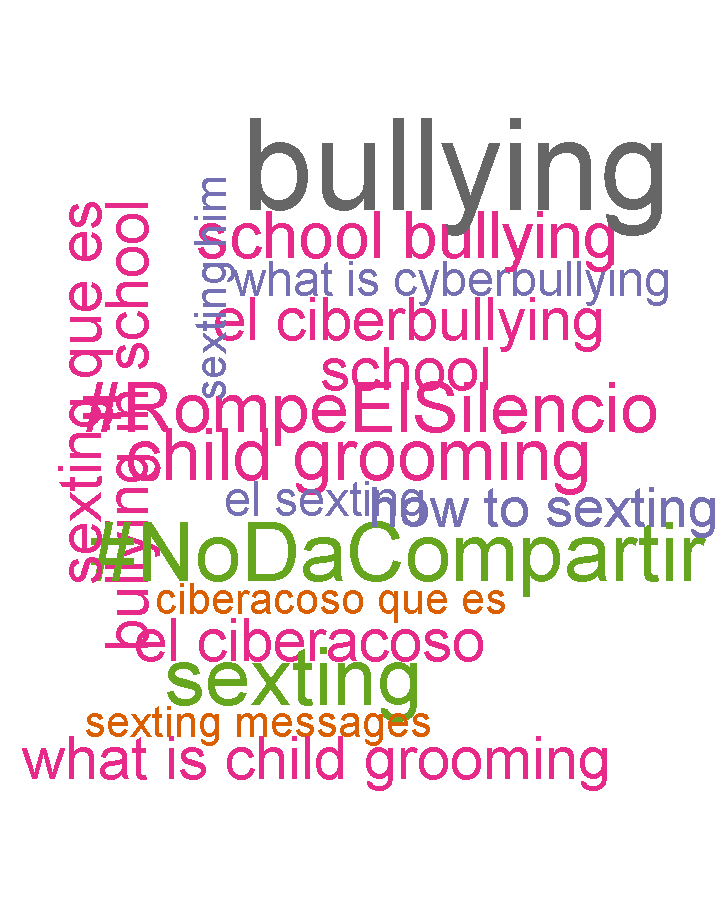 bullying
school bullying
sexting him
what is cyberbullying
el ciberbullying
sexting que es
bullying in school
school
#RompeElSilencio
child grooming
el sexting
how to sexting
#NoDaCompartir
ciberacoso que es
el ciberacoso
sexting
sexting messages
what is child grooming